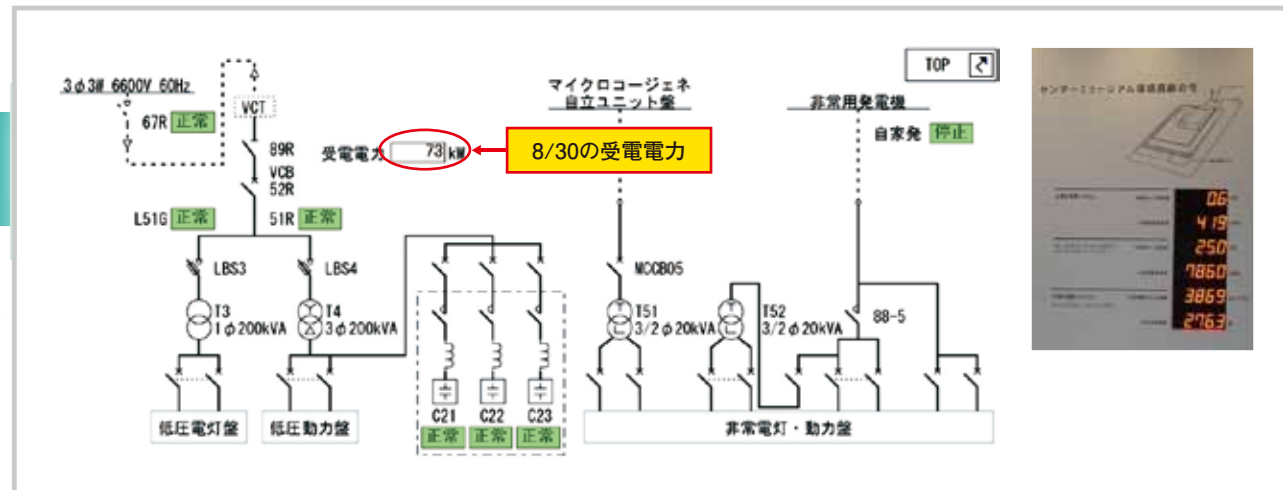 TOP
3φ3W 6600V 60Hz
マイクロコージェネ
自立ユニット盤
非常用発電機
VCT
67R 正常
自家発 停止
89R
受電電力 73 kW
8/30の受電電力
VCB
52R
L51G 正常
51R 正常
LBS3
LBS4
MCCB05
T3
1φ200kVA
T4
3φ200kVA
T51
3/2φ20kVA
T52
3/2φ20kVA
88-5
C21
C22
C23
正常
正常
正常
低圧電灯盤
低圧動力盤
非常電灯・動力盤
0.6
419
250
7860
3869
2763